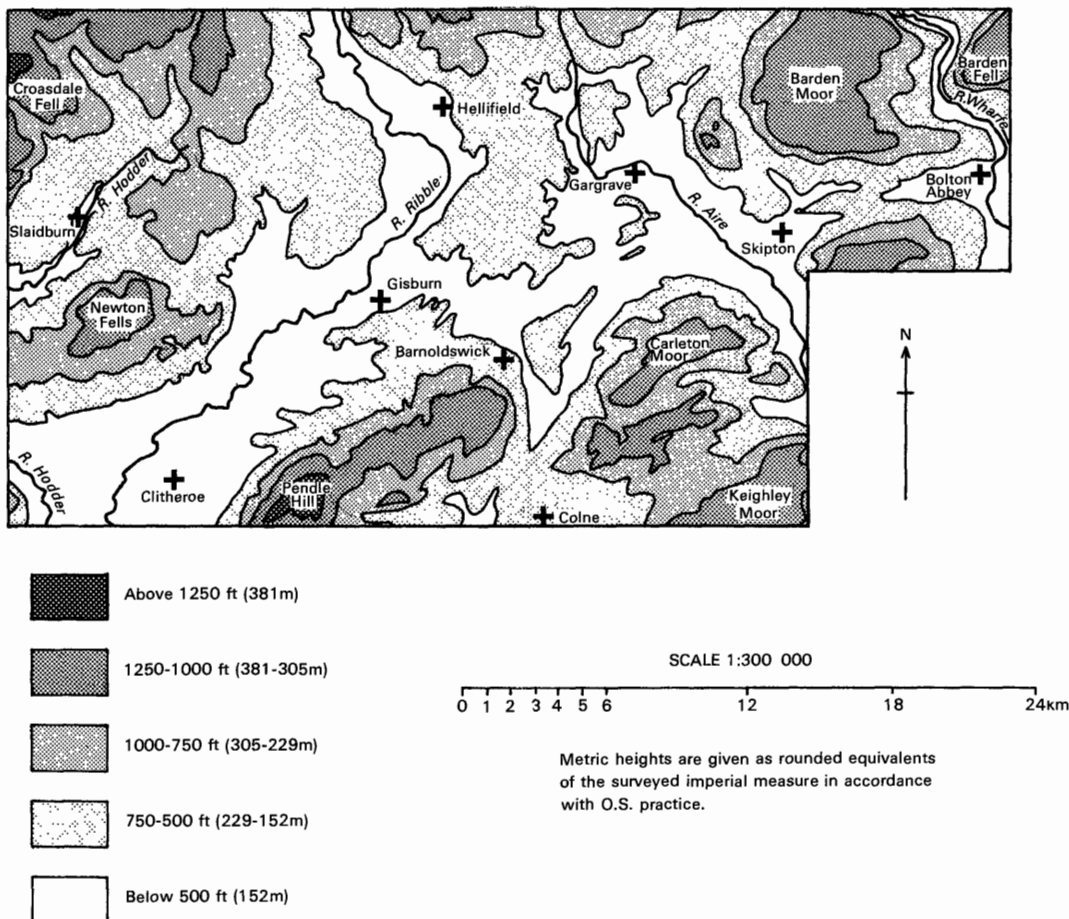 Croasdale
Fell
Hellifield
Barden
Moor
Barden
Fell
R. Wharfe
R. Hodder
Slaidburn
R. Ribble
Gargrave
R. Aire
Bolton
Abbey
Skipton
Newton
Fells
Gisburn
Barnoldswick
Carleton
Moor
N
R. Hodder
Clitheroe
Pendle
Hill
Colne
Keighley
Moor
Above 1250 ft (381m)
1250-1000 ft (381-305m)
1000-750 ft (305-229m)
750-500 ft (229-152m)
Below 500 ft (152m)
SCALE 1:300 000
0 1 2 3 4 5 6 12 18 24km
Metric heights are given as rounded equivalents
of the surveyed imperial measure in accordance
with O.S. practice.